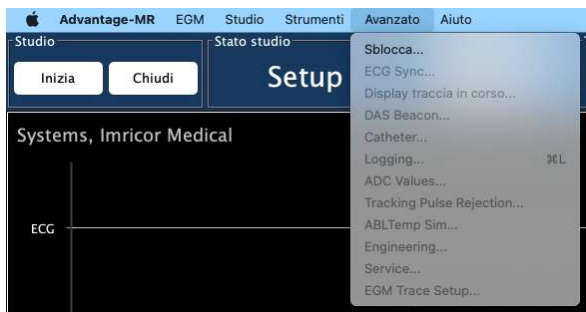 Advantage-MR EGM Studio Strumenti Avanzato Aiuto
Studio
Stato studio
Inizia Chiudi
Setup
Systems, Imricor Medical
ECG
Sblocca...
ECG Sync...
Display traccia in corso...
DAS Beacon...
Catheter...
Logging... ⌘L
ADC Values...
Tracking Pulse Rejection...
ABLTemp Sim...
Engineering...
Service...
EGM Trace Setup...